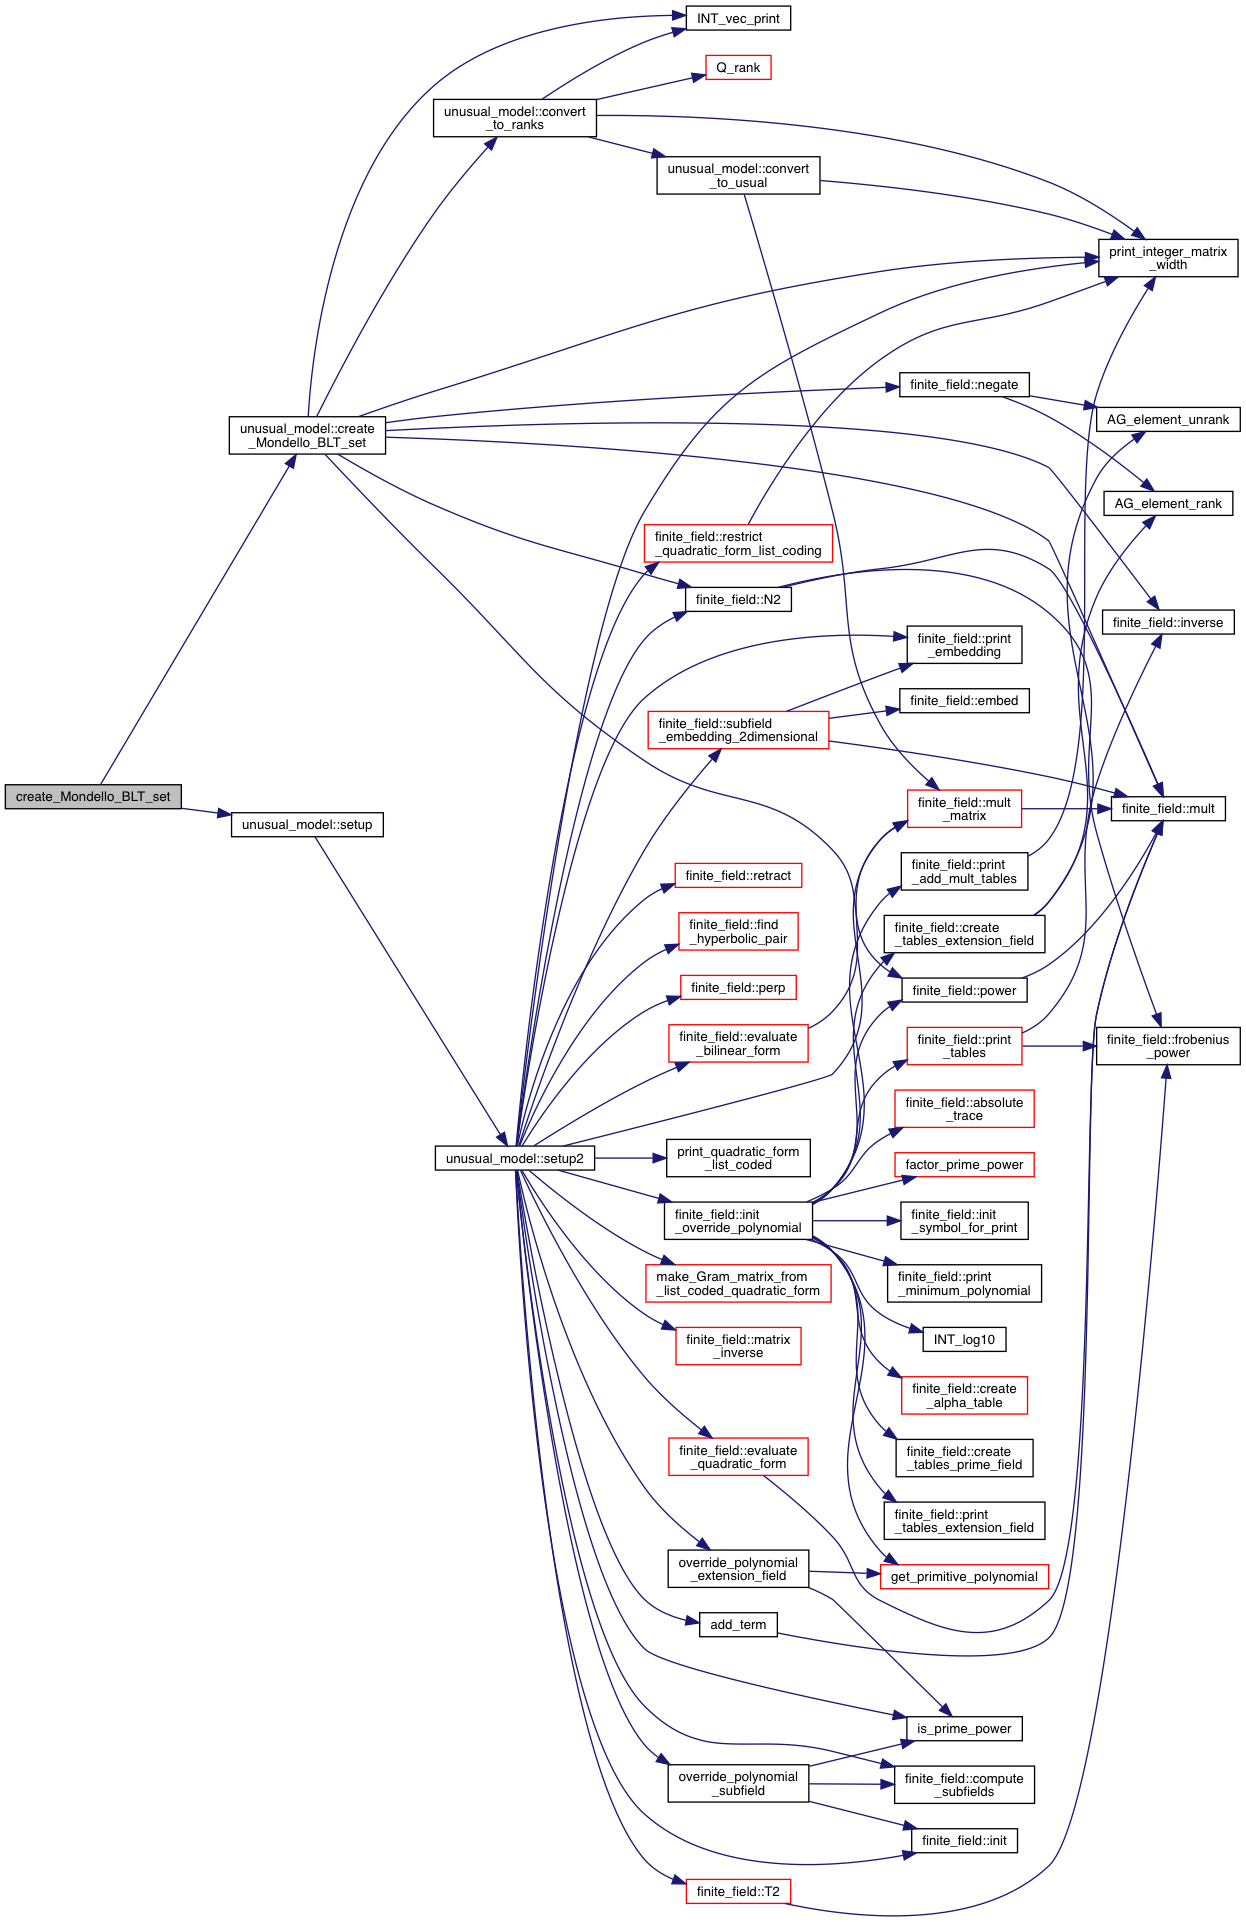 INT_vec_print
Q_rank
unusual_model::convert
_to_ranks
unusual_model::convert
_to_usual
print_integer_matrix
_width
finite_field::negate
AG_element_unrank
unusual_model::create
_Mondello_BLT_set
AG_element_rank
finite_field::restrict
_quadratic_form_list_coding
finite_field::N2
finite_field::inverse
finite_field::print
_embedding
finite_field::embed
finite_field::subfield
_embedding_2dimensional
create_Mondello_BLT_set
unusual_model::setup
finite_field::mult
_matrix
finite_field::mult
finite_field::retract
finite_field::print
_add_mult_tables
finite_field::find
_hyperbolic_pair
finite_field::create
_tables_extension_field
finite_field::perp
finite_field::power
finite_field::evaluate
_bilinear_form
finite_field::print
_tables
finite_field::frobenius
_power
finite_field::absolute
_trace
unusual_model::setup2
print_quadratic_form
_list_coded
factor_prime_power
finite_field::init
_override_polynomial
finite_field::init
_symbol_for_print
make_Gram_matrix_from
_list_coded_quadratic_form
finite_field::print
_minimum_polynomial
finite_field::matrix
_inverse
INT_log10
finite_field::create
_alpha_table
finite_field::evaluate
_quadratic_form
finite_field::create
_tables_prime_field
finite_field::print
_tables_extension_field
override_polynomial
_extension_field
get_primitive_polynomial
add_term
is_prime_power
override_polynomial
_subfield
finite_field::compute
_subfields
finite_field::init
finite_field::T2